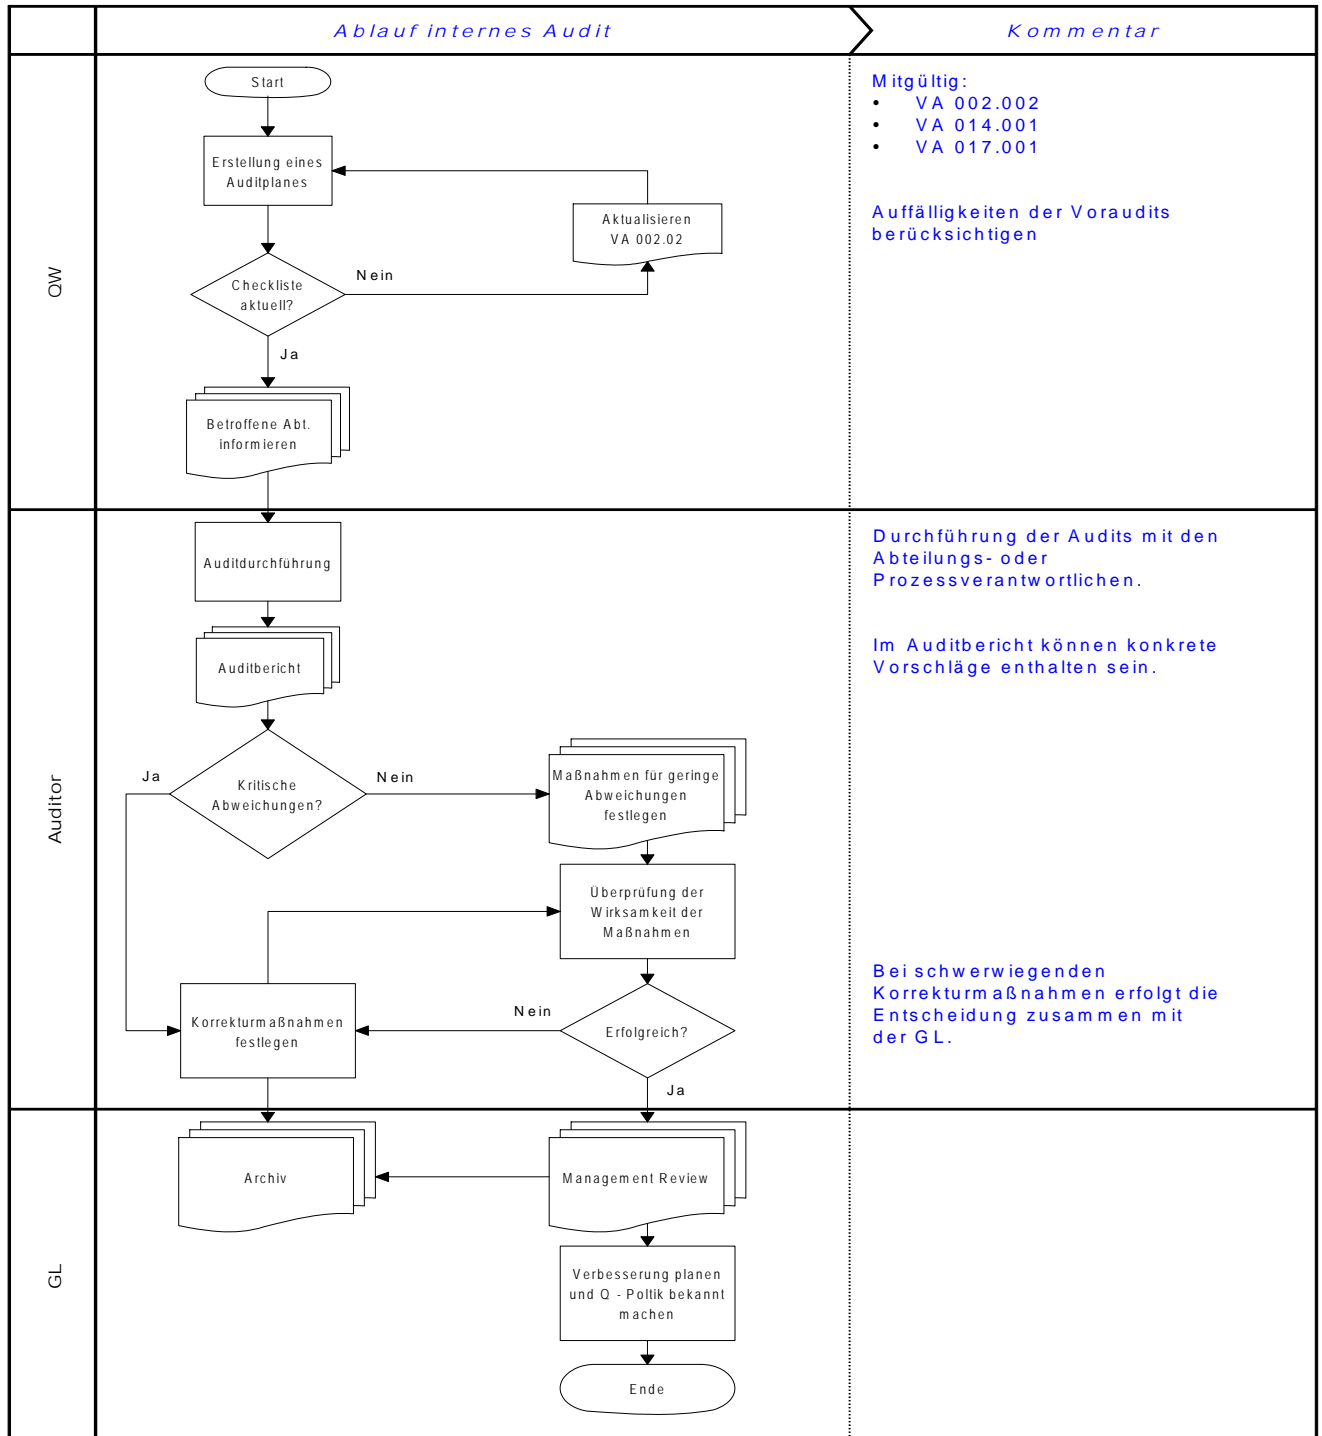 Ablauf internes Audit
Kommentar
QW
Start
Erstellung eines
Auditplanes
Aktualisieren
VA 002.02
Checkliste
aktuell?
Nein
Ja
Betroffene Abt.
informieren
Mitgültig:
• VA 002.002
• VA 014.001
• VA 017.001
Auffälligkeiten der Voraudits
berücksichtigen
Auditor
Auditdurchführung
Auditbericht
Kritische
Abweichungen?
Ja
Nein
Maßnahmen für geringe
Abweichungen
festlegen
Überprüfung der
Wirksamkeit der
Maßnahmen
Korrekturmaßnahmen
festlegen
Nein
Erfolgreich?
Ja
Durchführung der Audits mit den
Abteilungs- oder
Prozessverantwortlichen.
Im Auditbericht können konkrete
Vorschläge enthalten sein.
Bei schwerwiegenden
Korrekturmaßnahmen erfolgt die
Entscheidung zusammen mit
der GL.
GL
Archiv
Management Review
Verbesserung planen
und Q - Poltik bekannt
machen
Ende